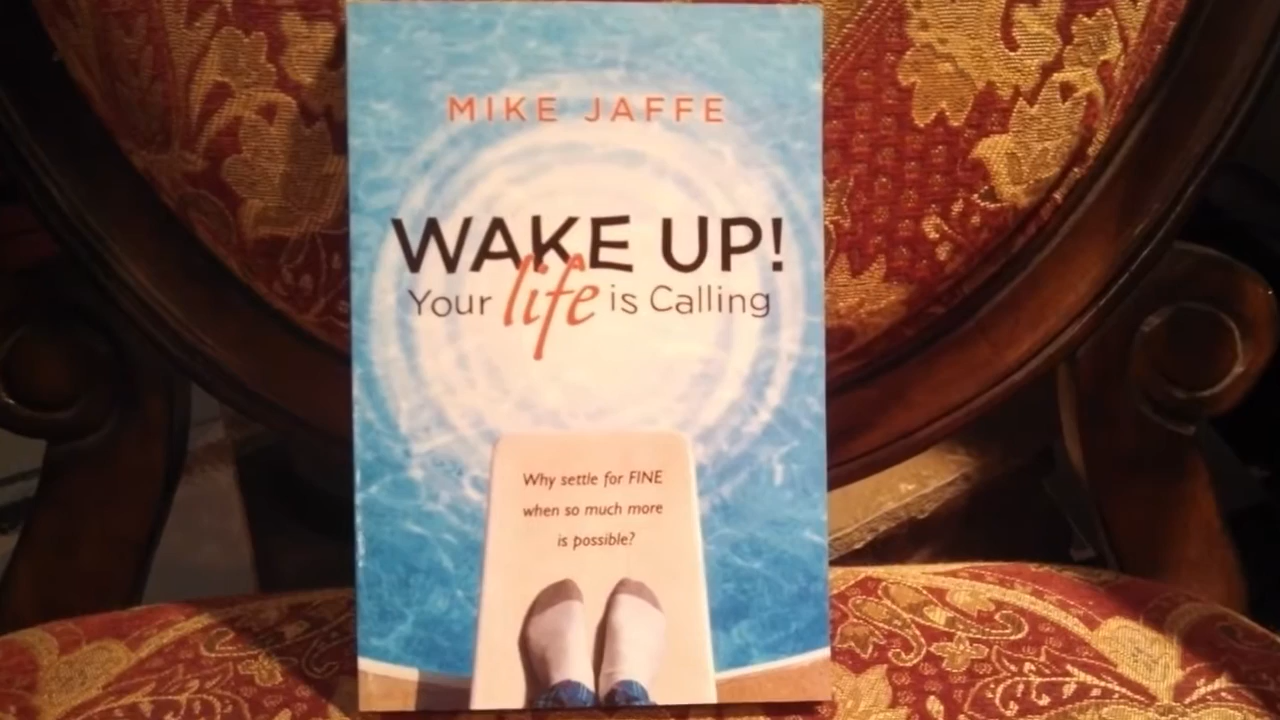 MIKE JAFFE
WAKE UP!
Your life is Calling
Why settle for FINE
when so much more
is possible?